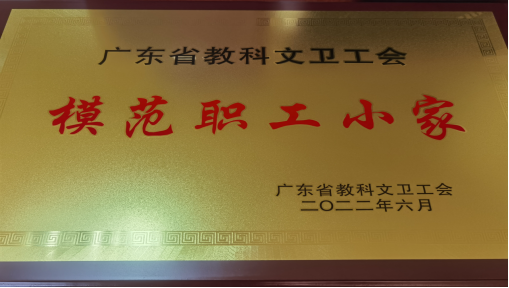 广东省教科文卫工会
模范职工小家
广东省教科文卫工会
二〇二二年六月